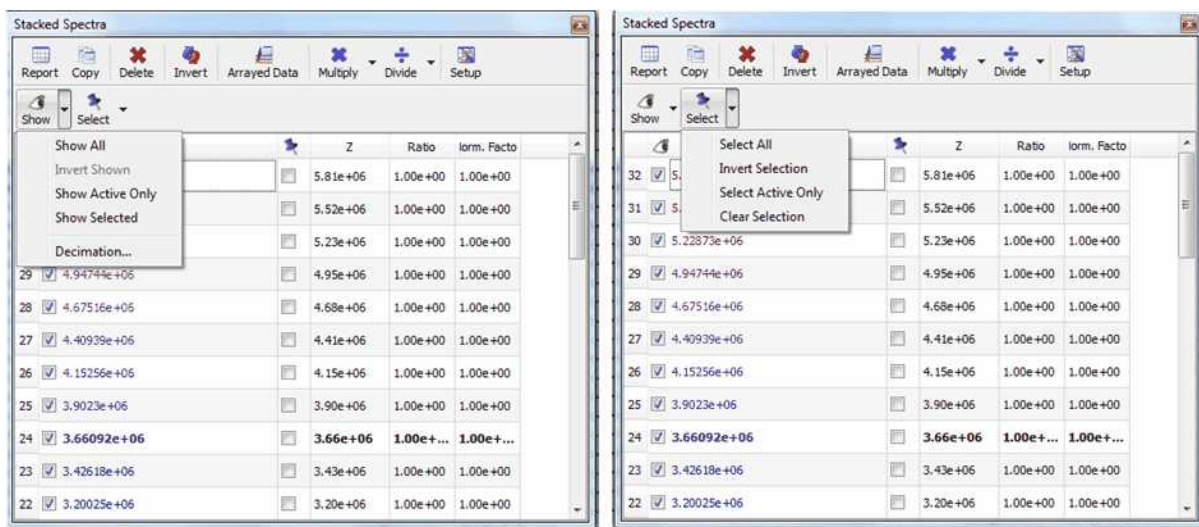 Stacked Spectra
Report Copy Delete Invert Arrayed Data Multiply Divide Setup
Show Select
Show All
Invert Shown
Show Active Only
Show Selected
Decimation...
Z Ratio lorm. Facto
5.81e+06 1.00e+00 1.00e+00
5.52e+06 1.00e+00 1.00e+00
5.23e+06 1.00e+00 1.00e+00
29 4.94744e+06 4.95e+06 1.00e+00 1.00e+00
28 4.67516e+06 4.68e+06 1.00e+00 1.00e+00
27 4.40939e+06 4.41e+06 1.00e+00 1.00e+00
26 4.15256e+06 4.15e+06 1.00e+00 1.00e+00
25 3.9023e+06 3.90e+06 1.00e+00 1.00e+00
24 3.66092e+06 3.66e+06 1.00e+... 1.00e+...
23 3.42618e+06 3.43e+06 1.00e+00 1.00e+00
22 3.20025e+06 3.20e+06 1.00e+00 1.00e+00
Stacked Spectra
Report Copy Delete Invert Arrayed Data Multiply Divide Setup
Show Select
Select All
Invert Selection
Select Active Only
Clear Selection
Z Ratio lorm. Facto
32 5. 5.81e+06 1.00e+00 1.00e+00
31 5. 5.52e+06 1.00e+00 1.00e+00
30 5.22873e+06 5.23e+06 1.00e+00 1.00e+00
29 4.94744e+06 4.95e+06 1.00e+00 1.00e+00
28 4.67516e+06 4.68e+06 1.00e+00 1.00e+00
27 4.40939e+06 4.41e+06 1.00e+00 1.00e+00
26 4.15256e+06 4.15e+06 1.00e+00 1.00e+00
25 3.9023e+06 3.90e+06 1.00e+00 1.00e+00
24 3.66092e+06 3.66e+06 1.00e+... 1.00e+...
23 3.42618e+06 3.43e+06 1.00e+00 1.00e+00
22 3.20025e+06 3.20e+06 1.00e+00 1.00e+00